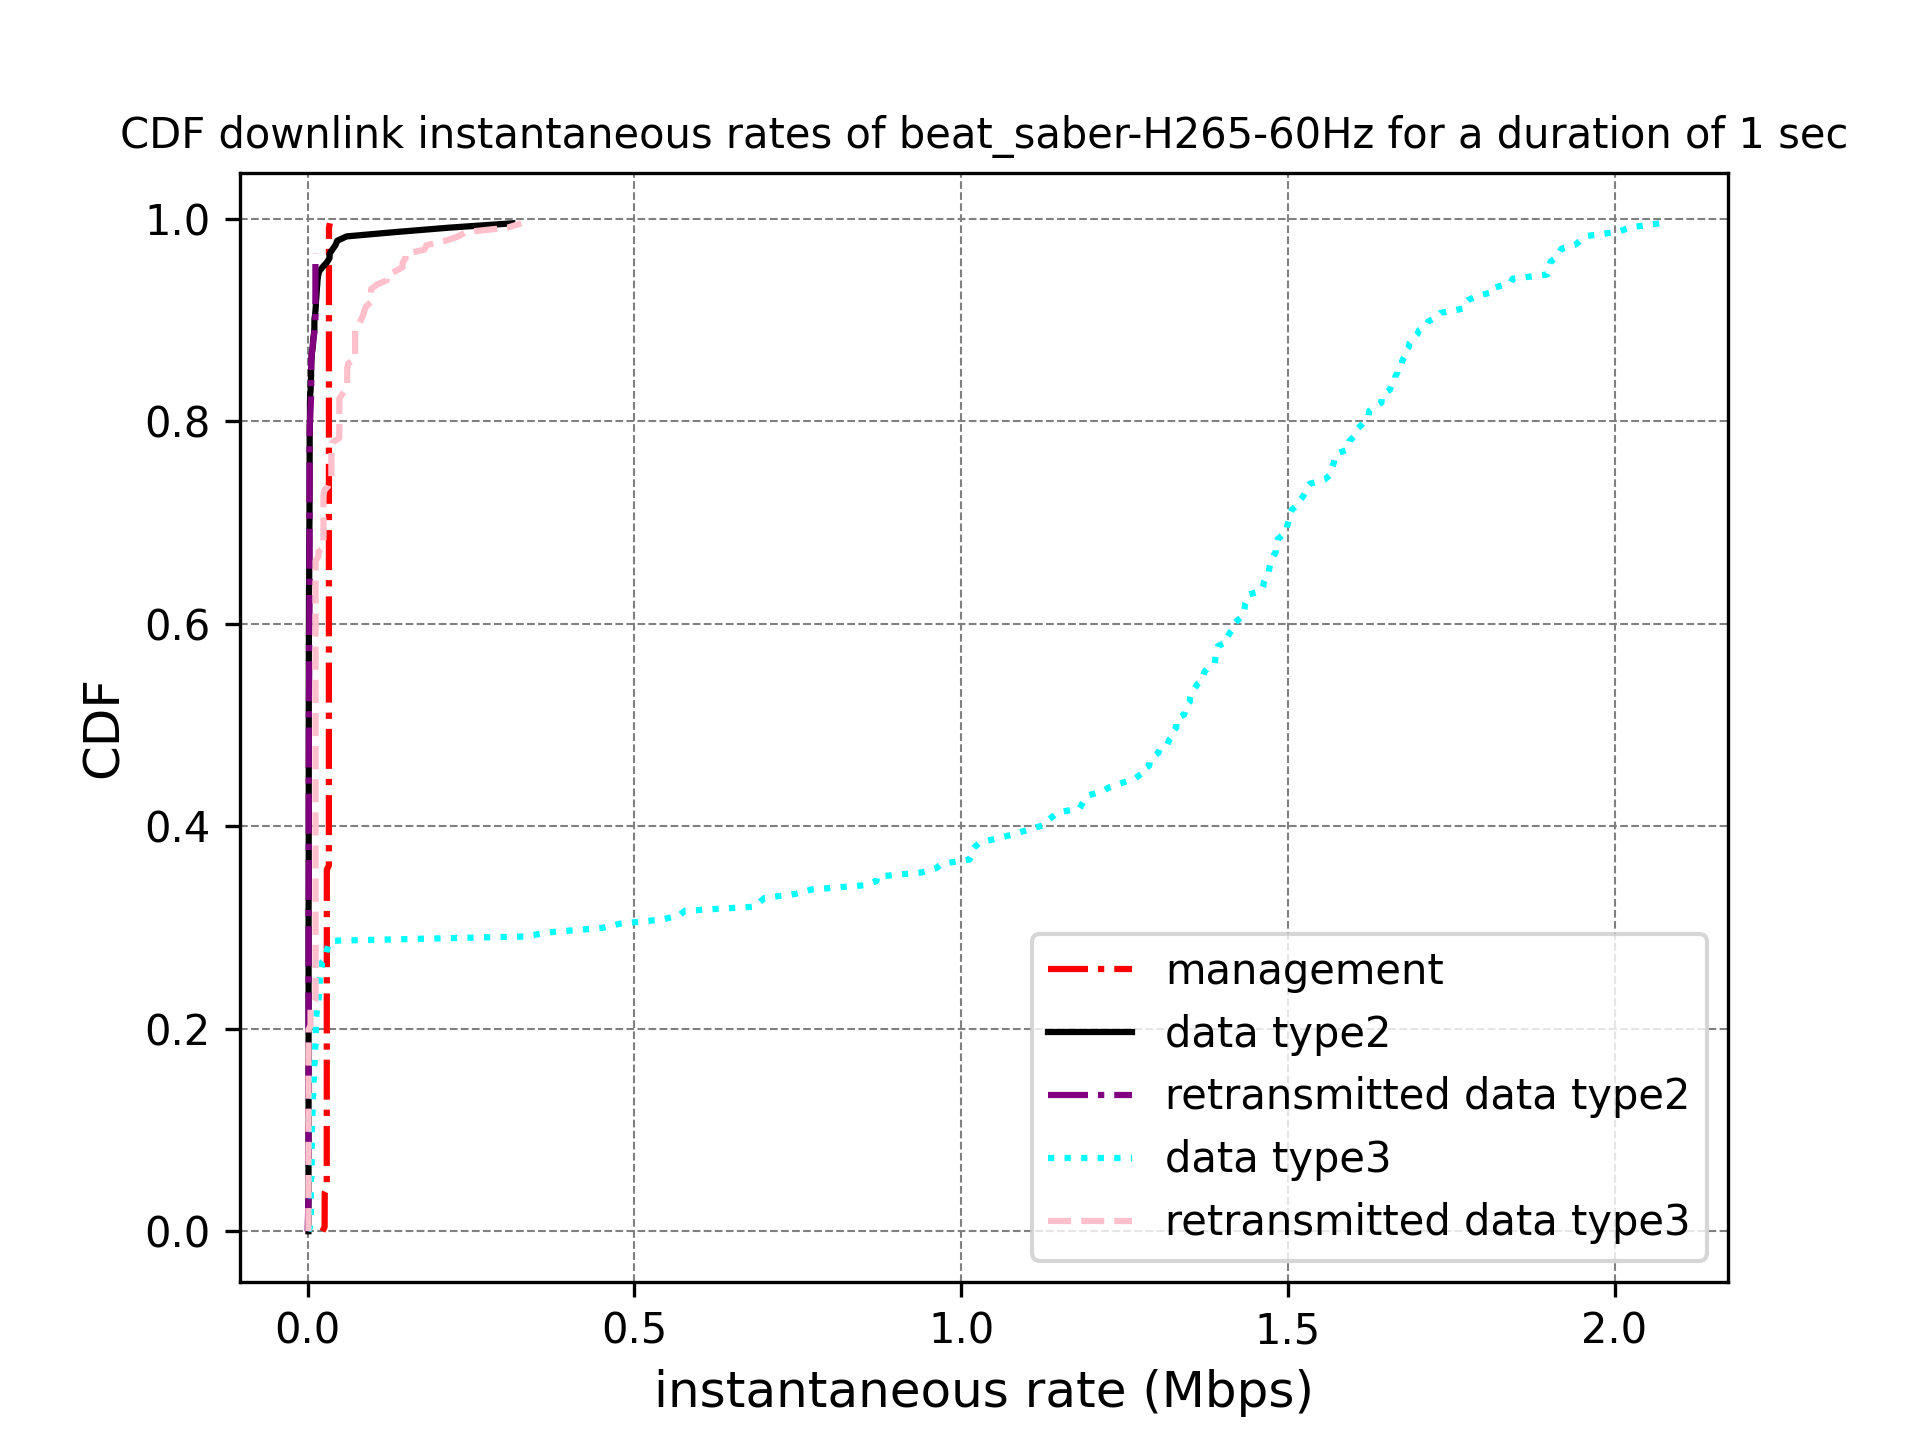 CDF downlink instantaneous rates of beat_saber-H265-60Hz for a duration of 1 sec
1.0
0.8
0.6
0.4
0.2
0.0
CDF
management
data type2
retransmitted data type2
data type3
retransmitted data type3
0.0 0.5 1.0 1.5 2.0
instantaneous rate (Mbps)